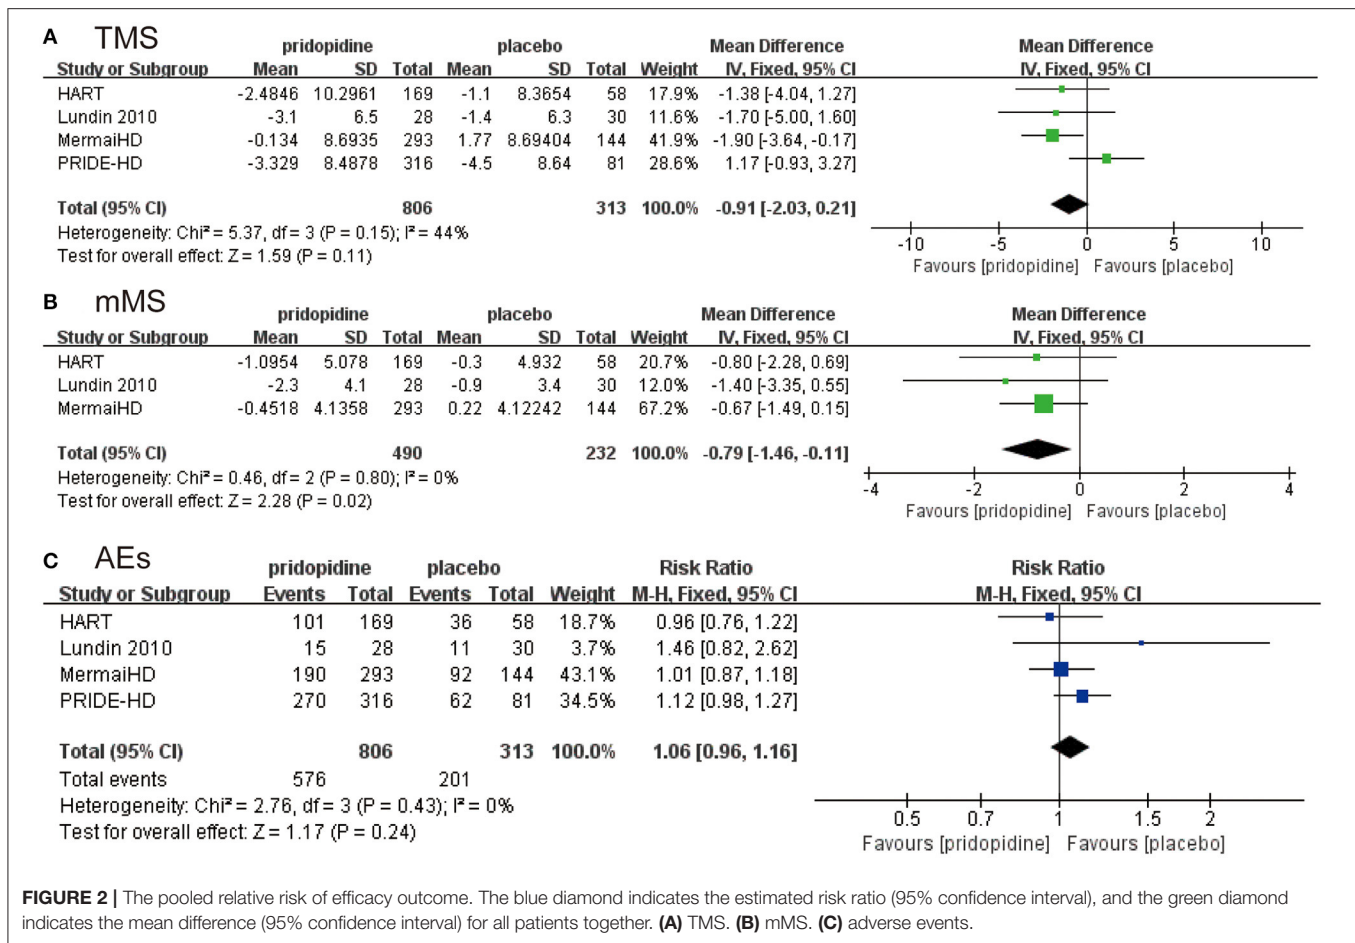 A TMS
pridopidine placebo Mean Difference Mean Difference
Study or Subgroup Mean SD Total Mean SD Total Weight IV, Fixed, 95% CI IV, Fixed, 95% CI
HART -2.4846 10.2961 169 -1.1 8.3654 58 17.9% -1.38 [-4.04, 1.27]
Lundin 2010 -3.1 6.5 28 -1.4 6.3 30 11.6% -1.70 [-5.00, 1.60]
MermaiHD -0.134 8.6935 293 1.77 8.69404 144 41.9% -1.90 [-3.64, -0.17]
PRIDE-HD -3.329 8.4878 316 -4.5 8.64 81 28.6% 1.17 [-0.93, 3.27]
Total (95% CI) 806 313 100.0% -0.91 [-2.03, 0.21]
Heterogeneity: Chi² = 5.37, df = 3 (P = 0.15); I² = 44%
Test for overall effect: Z = 1.59 (P = 0.11)
-10 -5 0 5 10
Favours [pridopidine] Favours [placebo]
B mMS
pridopidine placebo Mean Difference Mean Difference
Study or Subgroup Mean SD Total Mean SD Total Weight IV, Fixed, 95% CI IV, Fixed, 95% CI
HART -1.0954 5.078 169 -0.3 4.932 58 20.7% -0.80 [-2.28, 0.69]
Lundin 2010 -2.3 4.1 28 -0.9 3.4 30 12.0% -1.40 [-3.35, 0.55]
MermaiHD -0.4518 4.1358 293 0.22 4.12242 144 67.2% -0.67 [-1.49, 0.15]
Total (95% CI) 490 232 100.0% -0.79 [-1.46, -0.11]
Heterogeneity: Chi² = 0.46, df = 2 (P = 0.80); I² = 0%
Test for overall effect: Z = 2.28 (P = 0.02)
-4 -2 0 2 4
Favours [pridopidine] Favours [placebo]
C AEs
pridopidine placebo Risk Ratio Risk Ratio
Study or Subgroup Events Total Events Total Weight M-H, Fixed, 95% CI M-H, Fixed, 95% CI
HART 101 169 36 58 18.7% 0.96 [0.76, 1.22]
Lundin 2010 15 28 11 30 3.7% 1.46 [0.82, 2.62]
MermaiHD 190 293 92 144 43.1% 1.01 [0.87, 1.18]
PRIDE-HD 270 316 62 81 34.5% 1.12 [0.98, 1.27]
Total (95% CI) 806 313 100.0% 1.06 [0.96, 1.16]
Total events 576 201
Heterogeneity: Chi² = 2.76, df = 3 (P = 0.43); I² = 0%
Test for overall effect: Z = 1.17 (P = 0.24)
0.5 0.7 1 1.5 2
Favours [pridopidine] Favours [placebo]
FIGURE 2 | The pooled relative risk of efficacy outcome. The blue diamond indicates the estimated risk ratio (95% confidence interval), and the green diamond
indicates the mean difference (95% confidence interval) for all patients together. (A) TMS. (B) mMS. (C) adverse events.